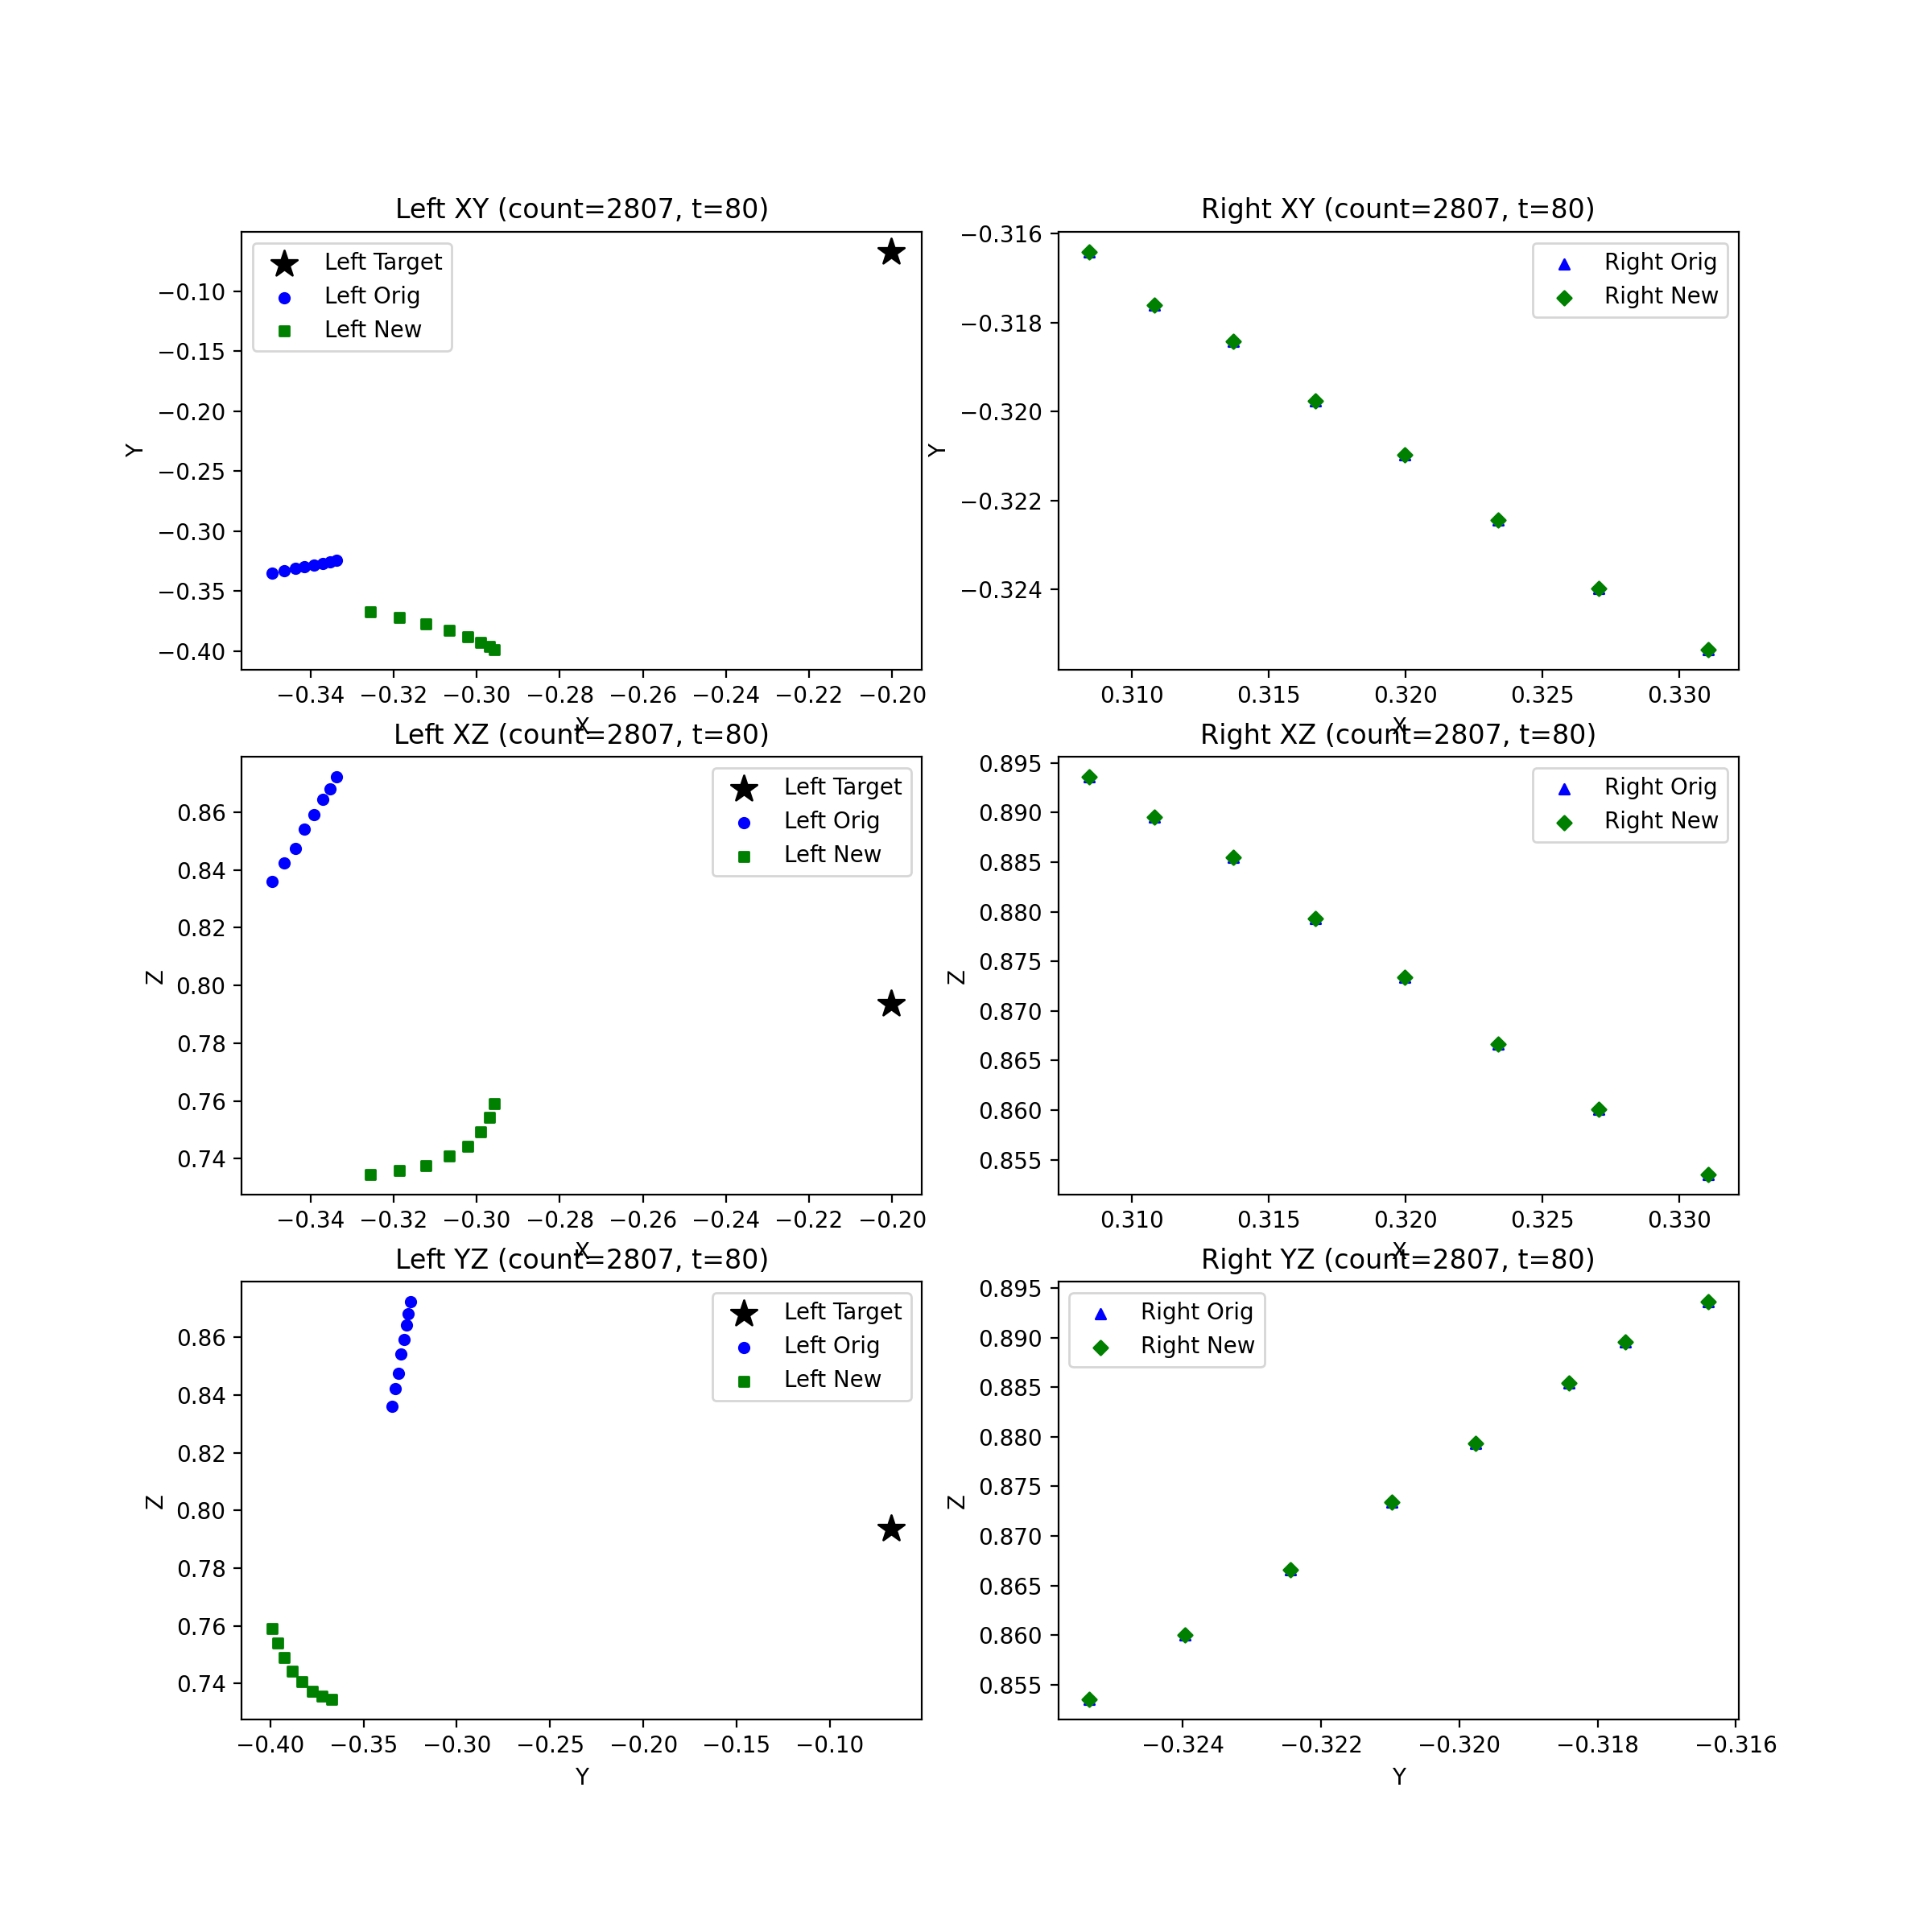 Left XY (count=2807, t=80)
Left Target
Left Orig
Left New
−0.10
−0.15
−0.20
−0.25
−0.30
−0.35
−0.40
Y
−0.34 −0.32 −0.30 −0.28 −0.26 −0.24 −0.22 −0.20
X
Right XY (count=2807, t=80)
Right Orig
Right New
−0.316
−0.318
−0.320
−0.322
−0.324
Y
0.310 0.315 0.320 0.325 0.330
X
Left XZ (count=2807, t=80)
Left Target
Left Orig
Left New
0.86
0.84
0.82
0.80
0.78
0.76
0.74
Z
−0.34 −0.32 −0.30 −0.28 −0.26 −0.24 −0.22 −0.20
X
Right XZ (count=2807, t=80)
Right Orig
Right New
0.895
0.890
0.885
0.880
0.875
0.870
0.865
0.860
0.855
Z
0.310 0.315 0.320 0.325 0.330
X
Left YZ (count=2807, t=80)
Left Target
Left Orig
Left New
0.86
0.84
0.82
0.80
0.78
0.76
0.74
Z
−0.40 −0.35 −0.30 −0.25 −0.20 −0.15 −0.10
Y
Right YZ (count=2807, t=80)
Right Orig
Right New
0.895
0.890
0.885
0.880
0.875
0.870
0.865
0.860
0.855
Z
−0.324 −0.322 −0.320 −0.318 −0.316
Y